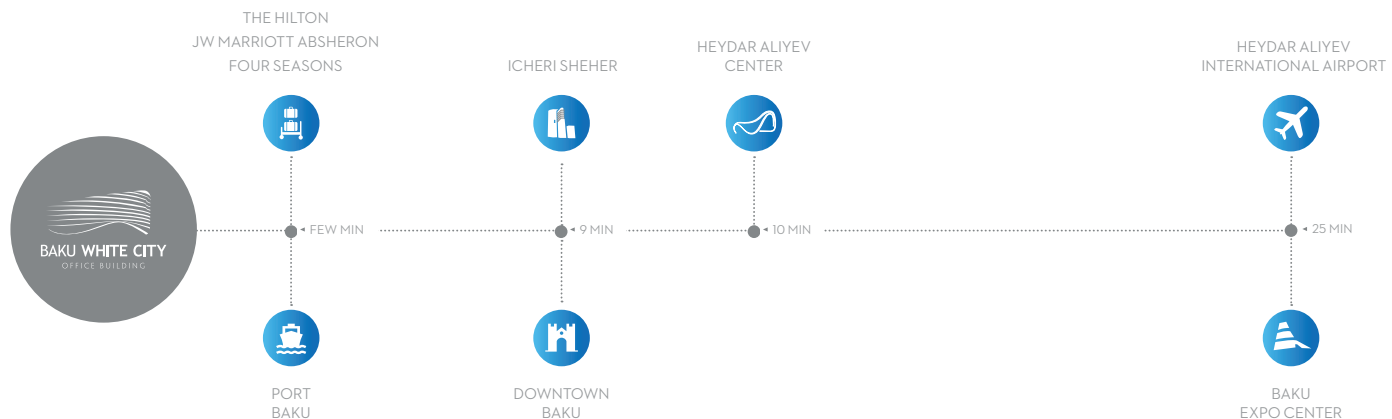 THE HILTON
JW MARRIOTT ABSHERON
FOUR SEASONS
ICHERI SHEHER
HEYDAR ALIYEV
CENTER
HEYDAR ALIYEV
INTERNATIONAL AIRPORT
BAKU WHITE CITY
OFFICE BUILDING
FEW MIN
9 MIN
10 MIN
25 MIN
PORT
BAKU
DOWNTOWN
BAKU
BAKU
EXPO CENTER